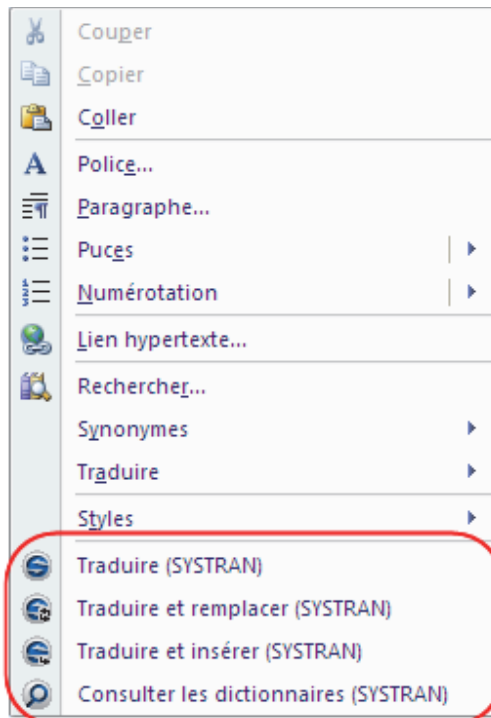 Couper
Copier
Coller
Police...
Paragraphe...
Puces
Numérotation
Lien hypertexte...
Rechercher...
Synonymes
Traduire
Styles
Traduire (SYSTRAN)
Traduire et remplacer (SYSTRAN)
Traduire et insérer (SYSTRAN)
Consulter les dictionnaires (SYSTRAN)